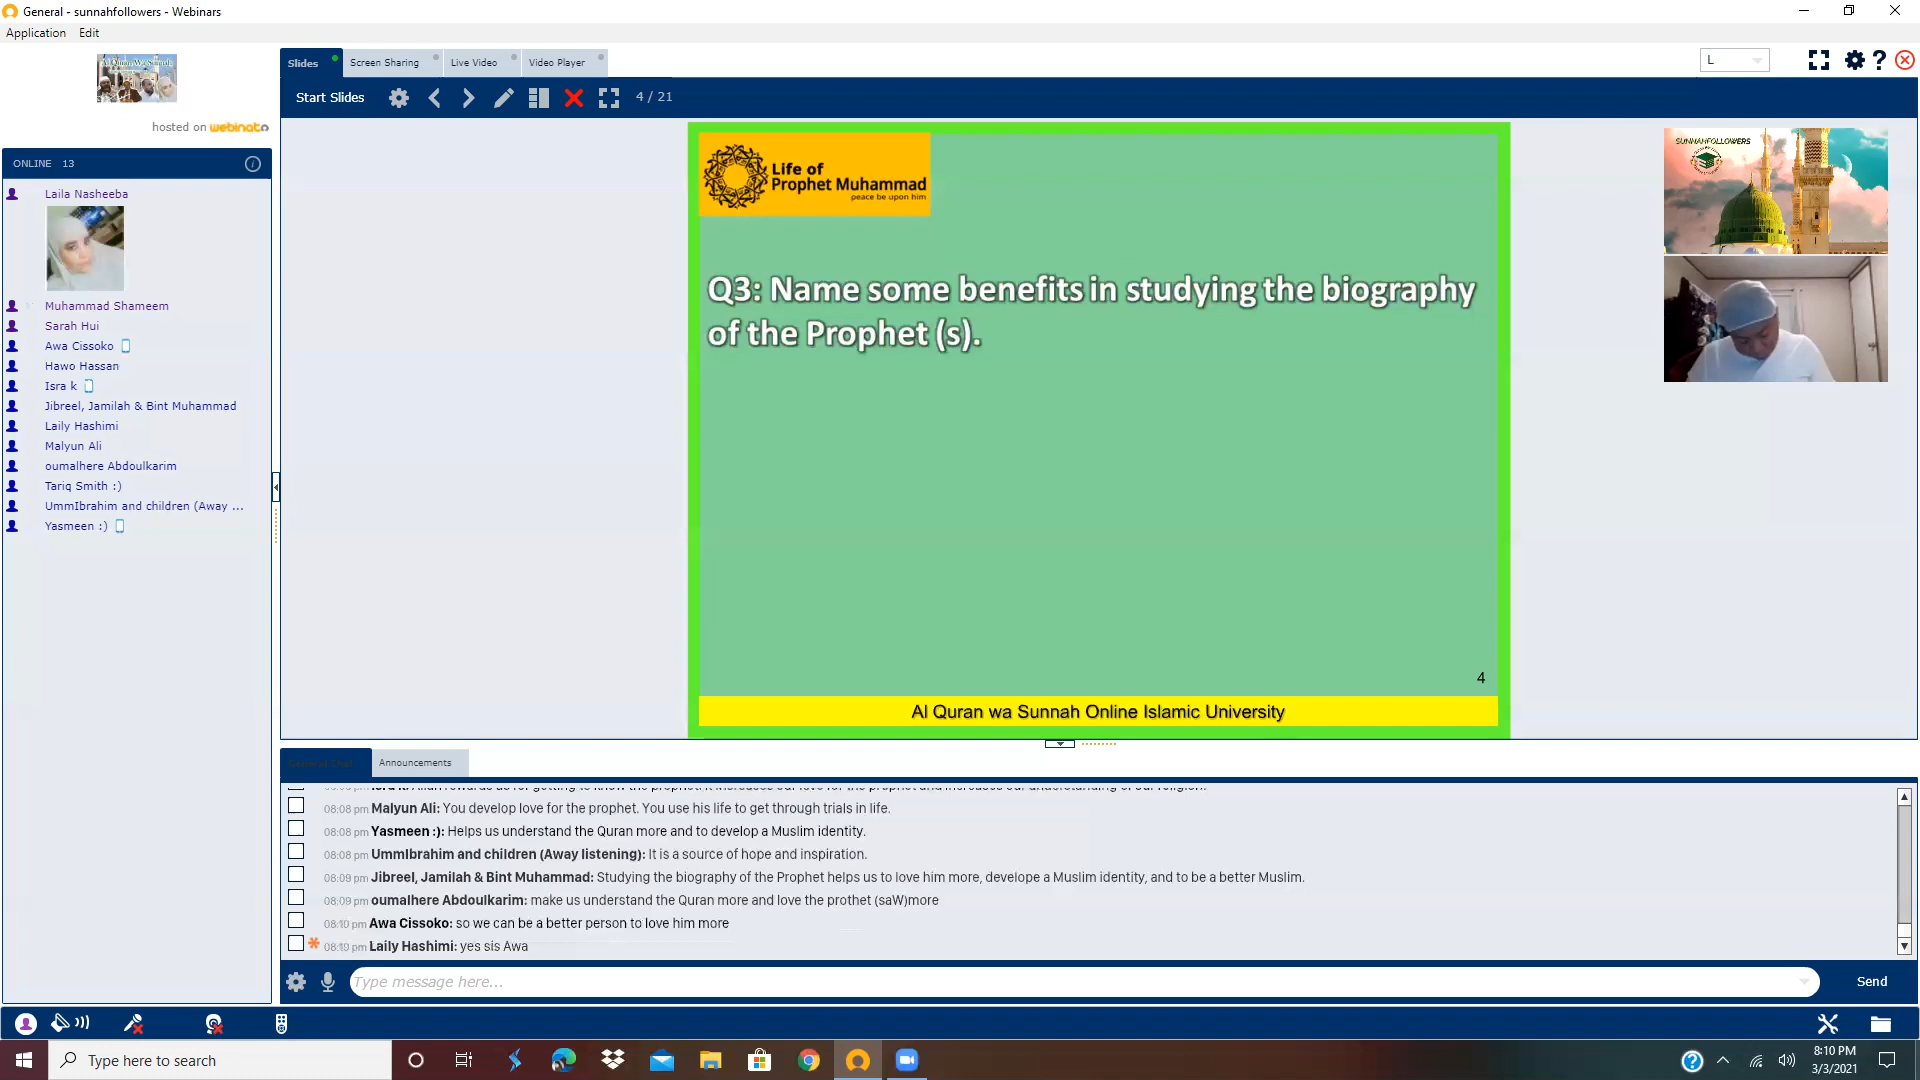 General - sunnahfollowers - Webinars
Application Edit
hosted on webinato
ONLINE 13
Laila Nasheeba
Muhammad Shameem
Sarah Hui
Awa Cissoko
Hawo Hassan
Isra k
Jibreel, Jamilah & Bint Muhammad
Laily Hashimi
Malyun Ali
oumalhere Abdoulkarim
Tariq Smith :)
UmmIbrahim and children (Away ...
Yasmeen :)
Slides Screen Sharing Live Video Video Player
L
Start Slides 4 / 21
Life of
Prophet Muhammad
peace be upon him
Q3: Name some benefits in studying the biography
of the Prophet (s).
4
Al Quran wa Sunnah Online Islamic University
SUNNAHFOLLOWERS
General Chat Announcements
08:08 pm Malyun Ali: You develop love for the prophet. You use his life to get through trials in life.
08:08 pm Yasmeen :): Helps us understand the Quran more and to develop a Muslim identity.
08:08 pm UmmIbrahim and children (Away listening): It is a source of hope and inspiration.
08:09 pm Jibreel, Jamilah & Bint Muhammad: Studying the biography of the Prophet helps us to love him more, develope a Muslim identity, and to be a better Muslim.
08:09 pm oumalhere Abdoulkarim: make us understand the Quran more and love the prothet (saW)more
08:10 pm Awa Cissoko: so we can be a better person to love him more
08:10 pm Laily Hashimi: yes sis Awa
Type message here...
Send
Type here to search
8:10 PM
3/3/2021